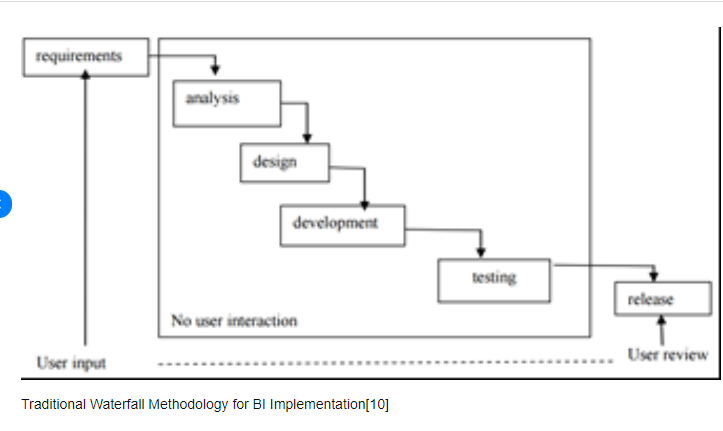 requirements
analysis
design
development
testing
release
No user interaction
User input
User review
Traditional Waterfall Methodology for BI Implementation[10]